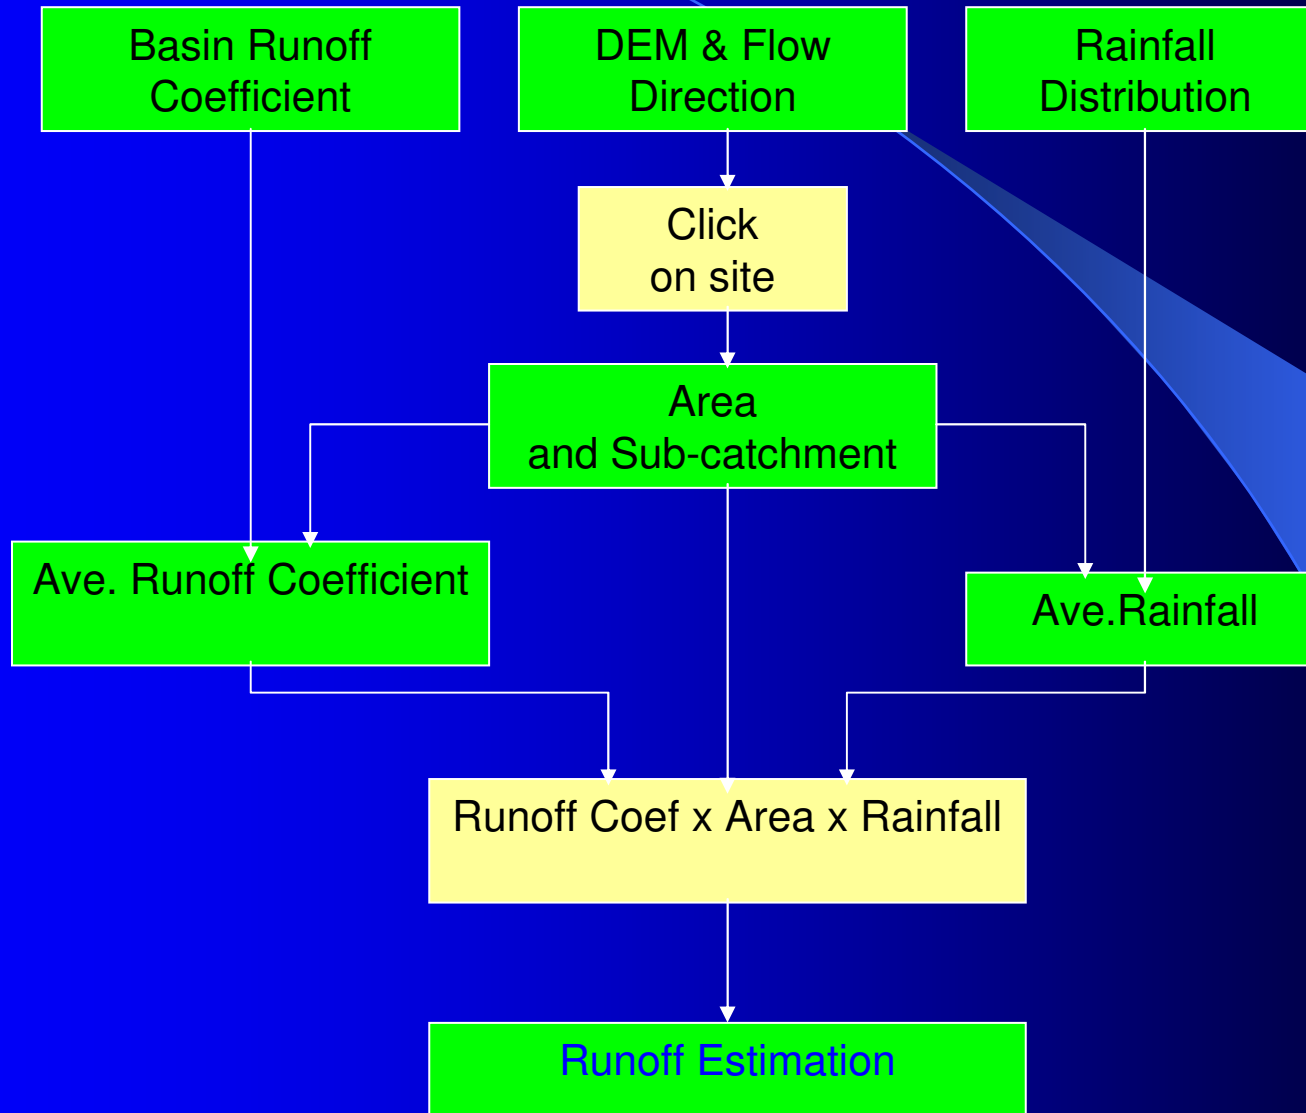 Basin Runoff
Coefficient
DEM & Flow
Direction
Rainfall
Distribution
Click
on site
Area
and Sub-catchment
Ave. Runoff Coefficient
Ave.Rainfall
Runoff Coef x Area x Rainfall
Runoff Estimation